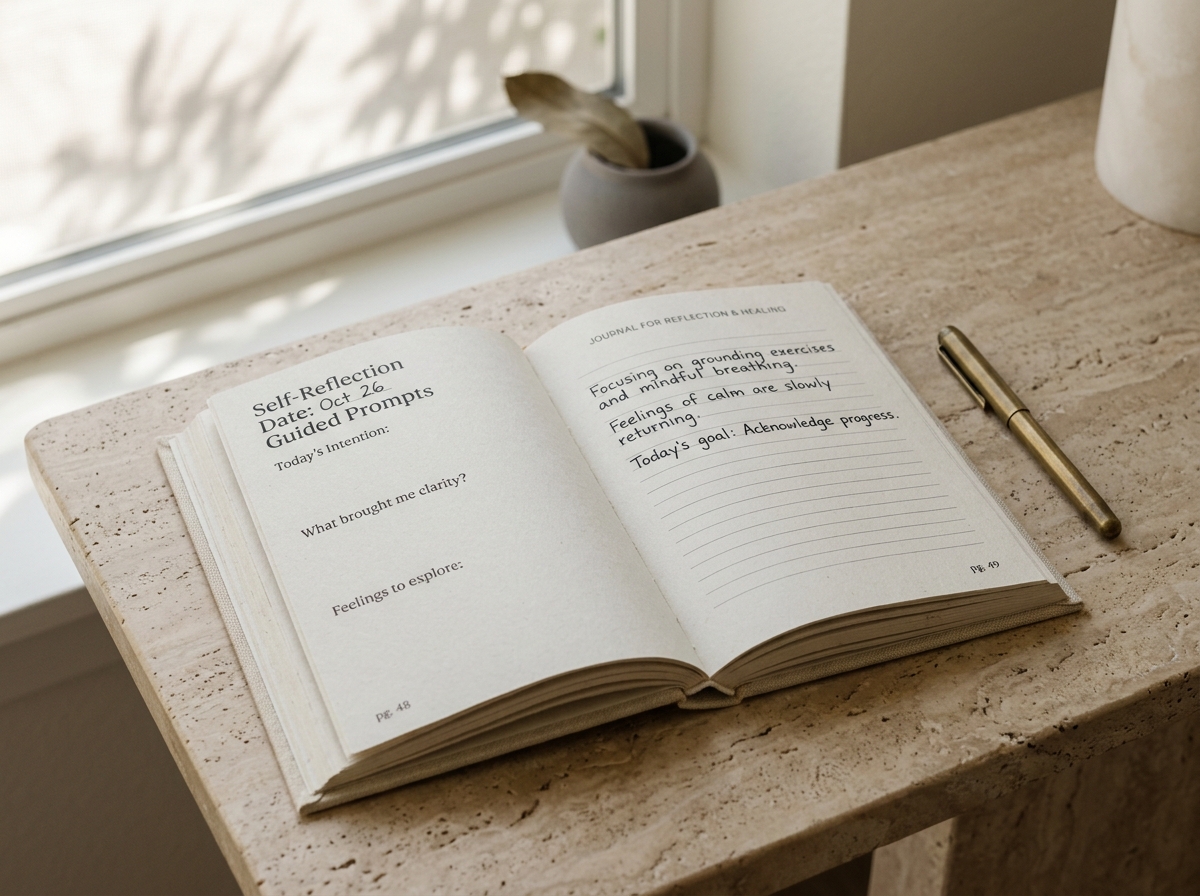 Self-Reflection
Date: Oct 26
Guided Prompts
Today's Intention:
What brought me clarity?
Feelings to explore:
pg. 48
JOURNAL FOR REFLECTION & HEALING
Focusing on grounding exercises
and mindful breathing.
Feelings of calm are slowly
returning.
Today's goal: Acknowledge progress.
pg. 49